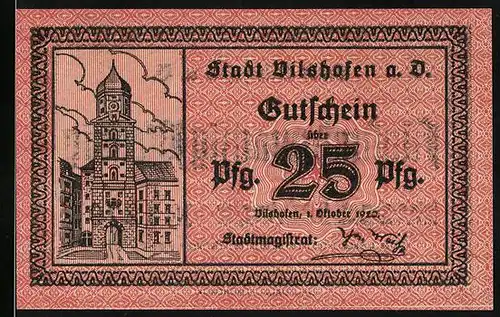 Stadt Vilshofen a. D.
Gutschein
über
Pfg. 25 Pfg.
Vilshofen, 1. Oktober 1920.
Stadtmagistrat: